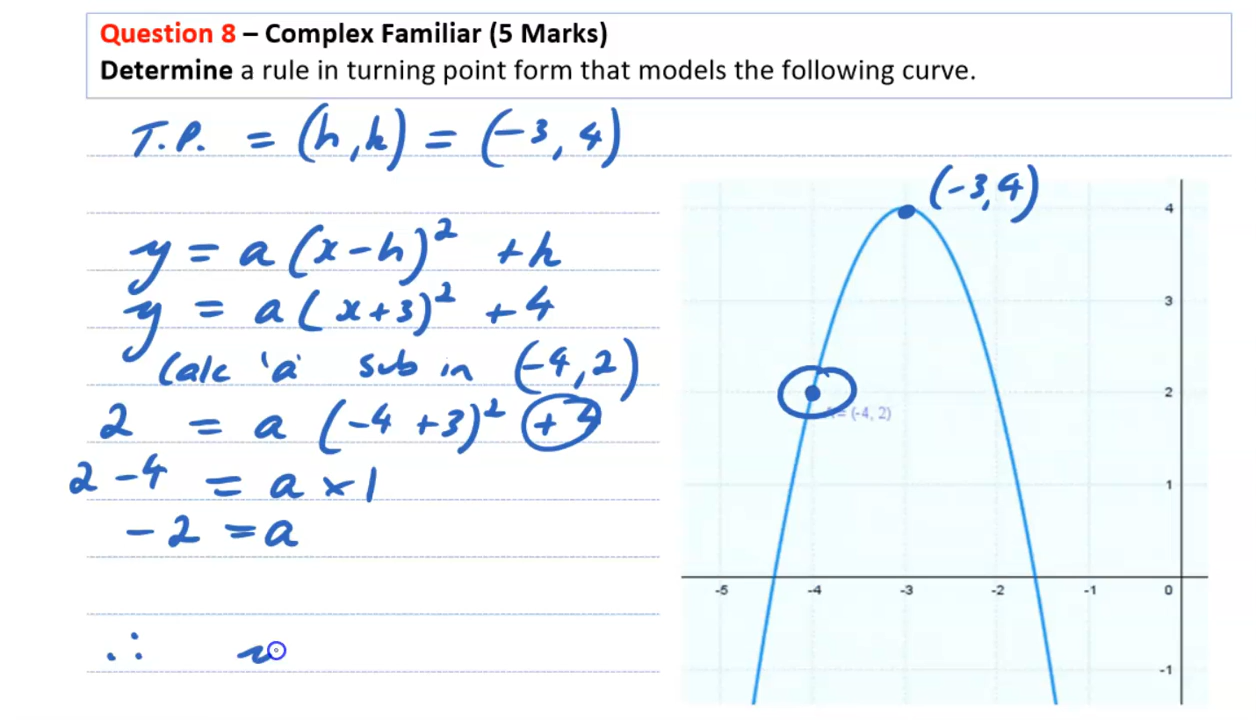 Question 8 – Complex Familiar (5 Marks)
Determine a rule in turning point form that models the following curve.
T.P. = (h,k) = (-3, 4)
y = a(x-h)² + k
y = a(x+3)² + 4
Calc 'a' sub in (-4, 2)
2 = a(-4 +3)² + 4
2 - 4 = a × 1
-2 = a
∴
(-3,4)
4
3
2
= (-4, 2)
1
-5 -4 -3 -2 -1 0
-1